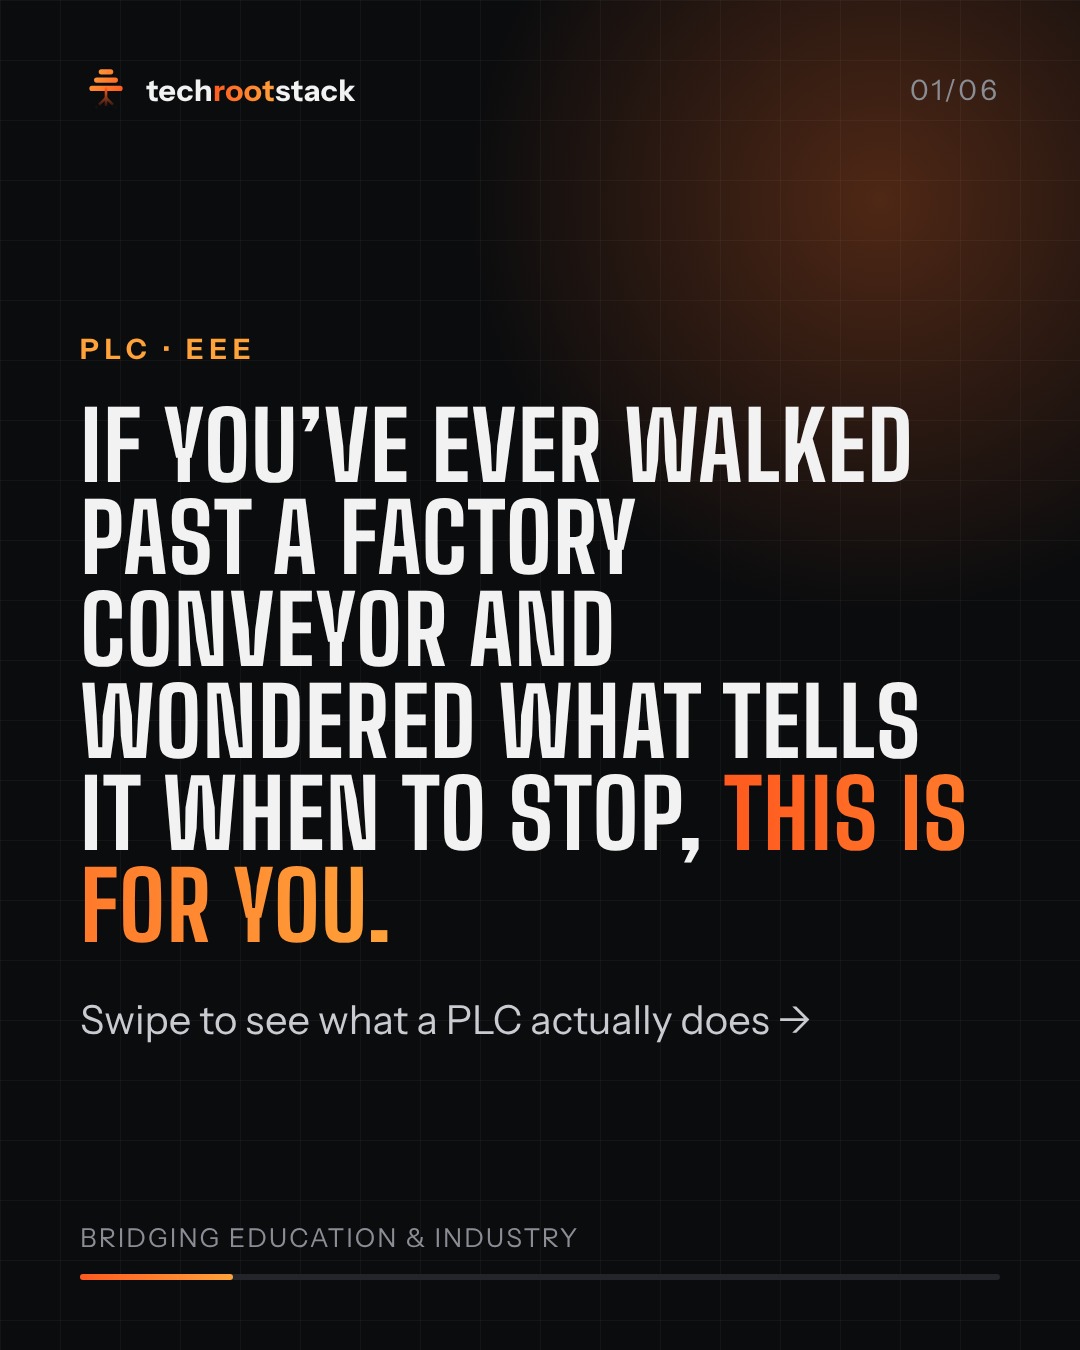 techrootstack
01/06
PLC · EEE
IF YOU’VE EVER WALKED
PAST A FACTORY
CONVEYOR AND
WONDERED WHAT TELLS
IT WHEN TO STOP, THIS IS
FOR YOU.
Swipe to see what a PLC actually does →
BRIDGING EDUCATION & INDUSTRY